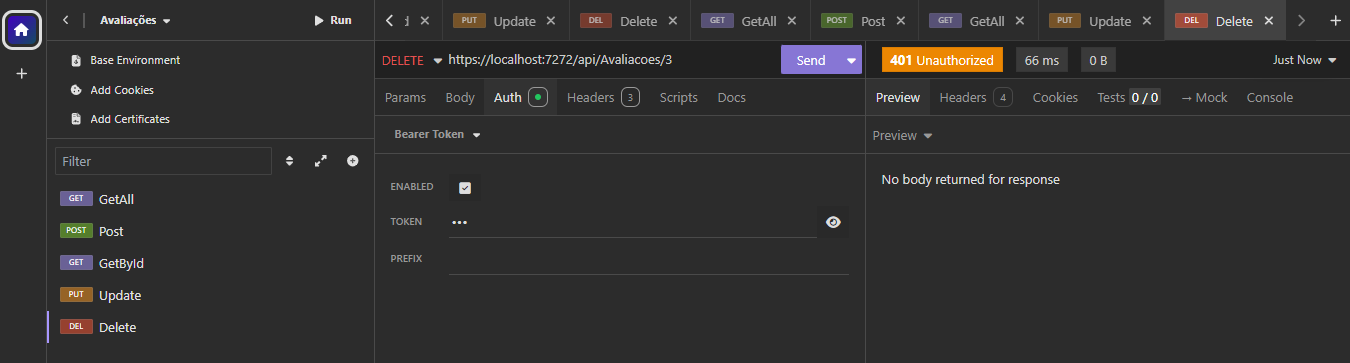 Avaliações
Run
d
PUT Update
DEL Delete
GET GetAll
POST Post
GET GetAll
PUT Update
DEL Delete
Base Environment
Add Cookies
Add Certificates
Filter
GET GetAll
POST Post
GET GetById
PUT Update
DEL Delete
DELETE https://localhost:7272/api/Avaliacoes/3 Send
Params Body Auth Headers 3 Scripts Docs
Bearer Token
ENABLED
TOKEN •••
PREFIX
401 Unauthorized 66 ms 0 B Just Now
Preview Headers 4 Cookies Tests 0 / 0 → Mock Console
Preview
No body returned for response